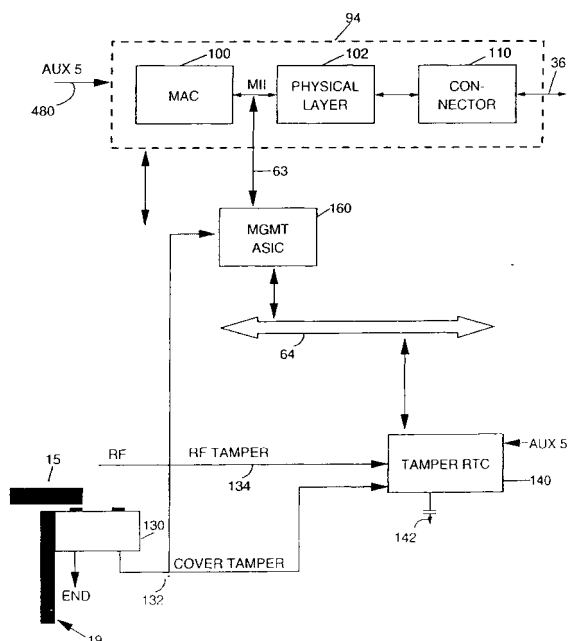 94
100
102
110
AUX 5
480
MAC
MII
PHYSICAL
LAYER
CON-
NECTOR
36
63
160
MGMT
ASIC
64
15
RF
RF TAMPER
134
TAMPER RTC
AUX 5
140
130
142
COVER TAMPER
132
END
19